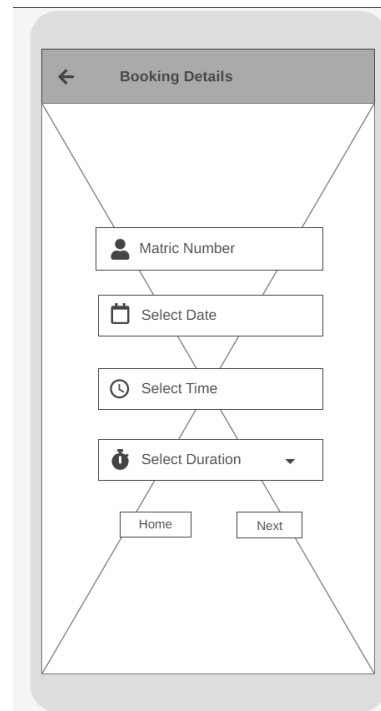 Booking Details
Matric Number
Select Date
Select Time
Select Duration
Home
Next